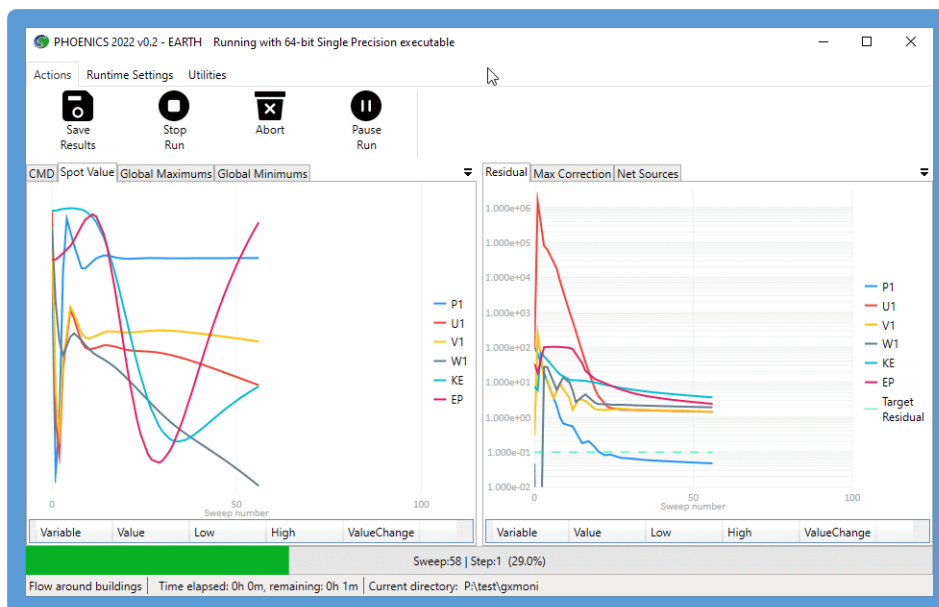 PHOENICS 2022 v0.2 - EARTH Running with 64-bit Single Precision executable
Actions Runtime Settings Utilities
Save Results
Stop Run
Abort
Pause Run
CMD Spot Value Global Maximums Global Minimums
P1
U1
V1
W1
KE
EP
0 50 100
Sweep number
Variable Value Low High ValueChange
Residual Max Correction Net Sources
1.000e+06
1.000e+05
1.000e+04
1.000e+03
1.000e+02
1.000e+01
1.000e+00
1.000e-01
1.000e-02
P1
U1
V1
W1
KE
EP
Target
Residual
0 50 100
Sweep number
Variable Value Low High ValueChange
Sweep:58 | Step:1 (29.0%)
Flow around buildings Time elapsed: 0h 0m, remaining: 0h 1m Current directory: P:\test\gxmoni